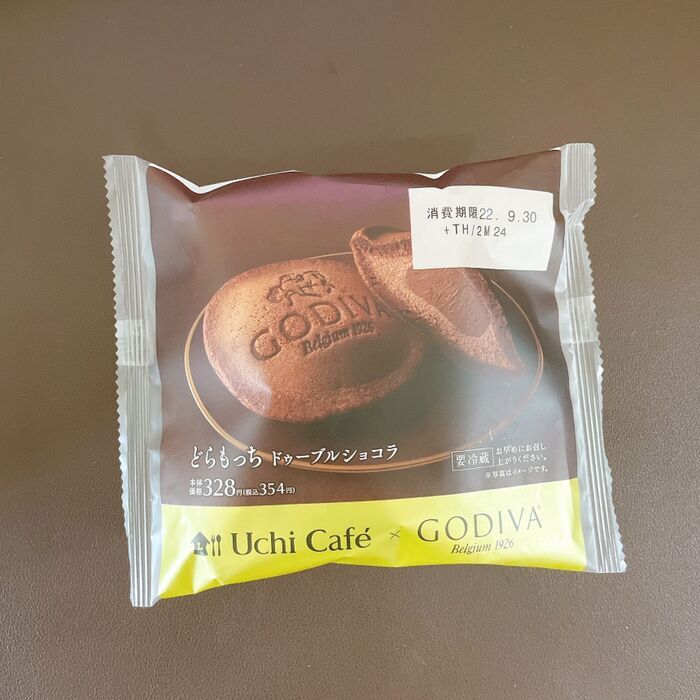 消費期限22. 9.30
+TH/2M24
GODIVA
Belgium 1926
どらもっち ドゥーブルショコラ
本体価格328円(税込354円)
要冷蔵
お早めにお召し
上がりください。
※写真はイメージです。
Uchi Café × GODIVA
Belgium 1926